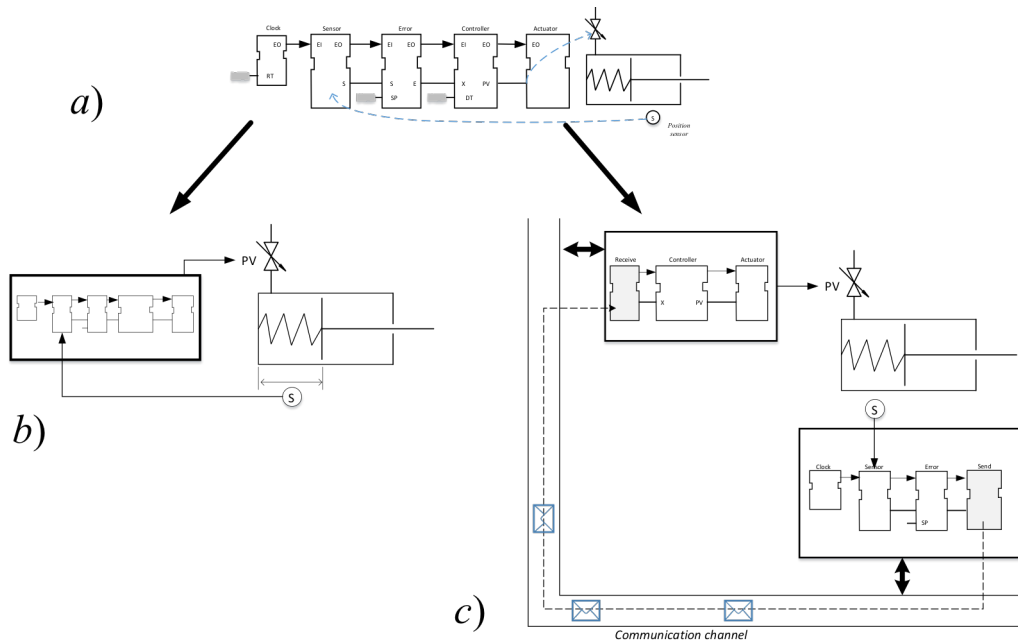 Clock
Sensor
Error
Controller
Actuator
EO
EI
EO
EI
EO
EI
EO
EO
RT
S
S
E
X
PV
SP
DT
a)
S
Position
sensor
PV
S
b)
Receive
Controller
Actuator
X
PV
PV
S
Clock
Sensor
Error
Send
SP
c)
Communication channel